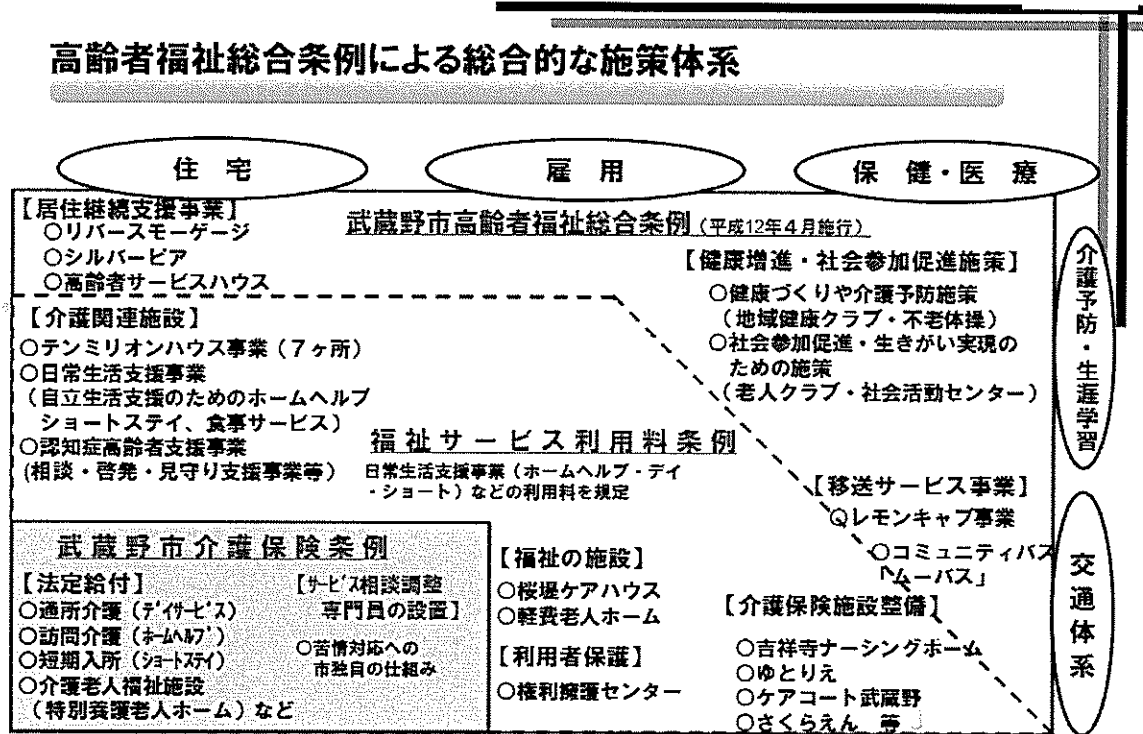 高齢者福祉総合条例による総合的な施策体系
住宅
雇用
保健・医療
【居住継続支援事業】
○リバースモーゲージ
○シルバーピア
○高齢者サービスハウス
武蔵野市高齢者福祉総合条例(平成12年4月施行)
【健康増進・社会参加促進施策】
○健康づくりや介護予防施策
(地域健康クラブ・不老体操)
○社会参加促進・生きがい実現の
ための施策
(老人クラブ・社会活動センター)
介護予防・生涯学習
【介護関連施設】
○テンミリオンハウス事業(7ヶ所)
○日常生活支援事業
(自立生活支援のためのホームヘルプ
ショートステイ、食事サービス)
○認知症高齢者支援事業
(相談・啓発・見守り支援事業等)
福祉サービス利用料条例
日常生活支援事業(ホームヘルプ・デイ
・ショート)などの利用料を規定
【移送サービス事業】
○レモンキャブ事業
○コミュニティバス
「ムーバス」
交通体系
武蔵野市介護保険条例
【法定給付】
○通所介護(デイサービス)
○訪問介護(ホームヘルプ)
○短期入所(ショートステイ)
○介護老人福祉施設
(特別養護老人ホーム)など
【サービス相談調整
専門員の設置】
○苦情対応への
市独自の仕組み
【福祉の施設】
○桜堤ケアハウス
○軽費老人ホーム
【利用者保護】
○権利擁護センター
【介護保険施設整備】
○吉祥寺ナーシングホーム
○ゆとりえ
○ケアコート武蔵野
○さくらえん 等